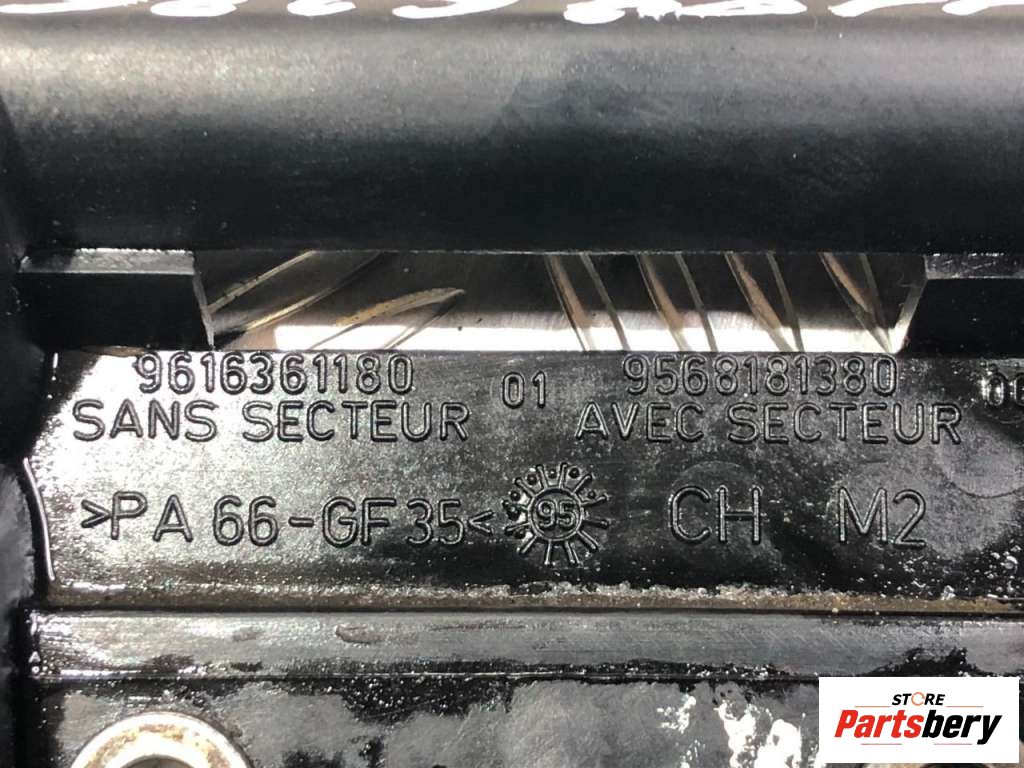 9616361180 01 9568181380
SANS SECTEUR AVEC SECTEUR
>PA 66-GF35< 95 CH M2
STORE
Partsbery